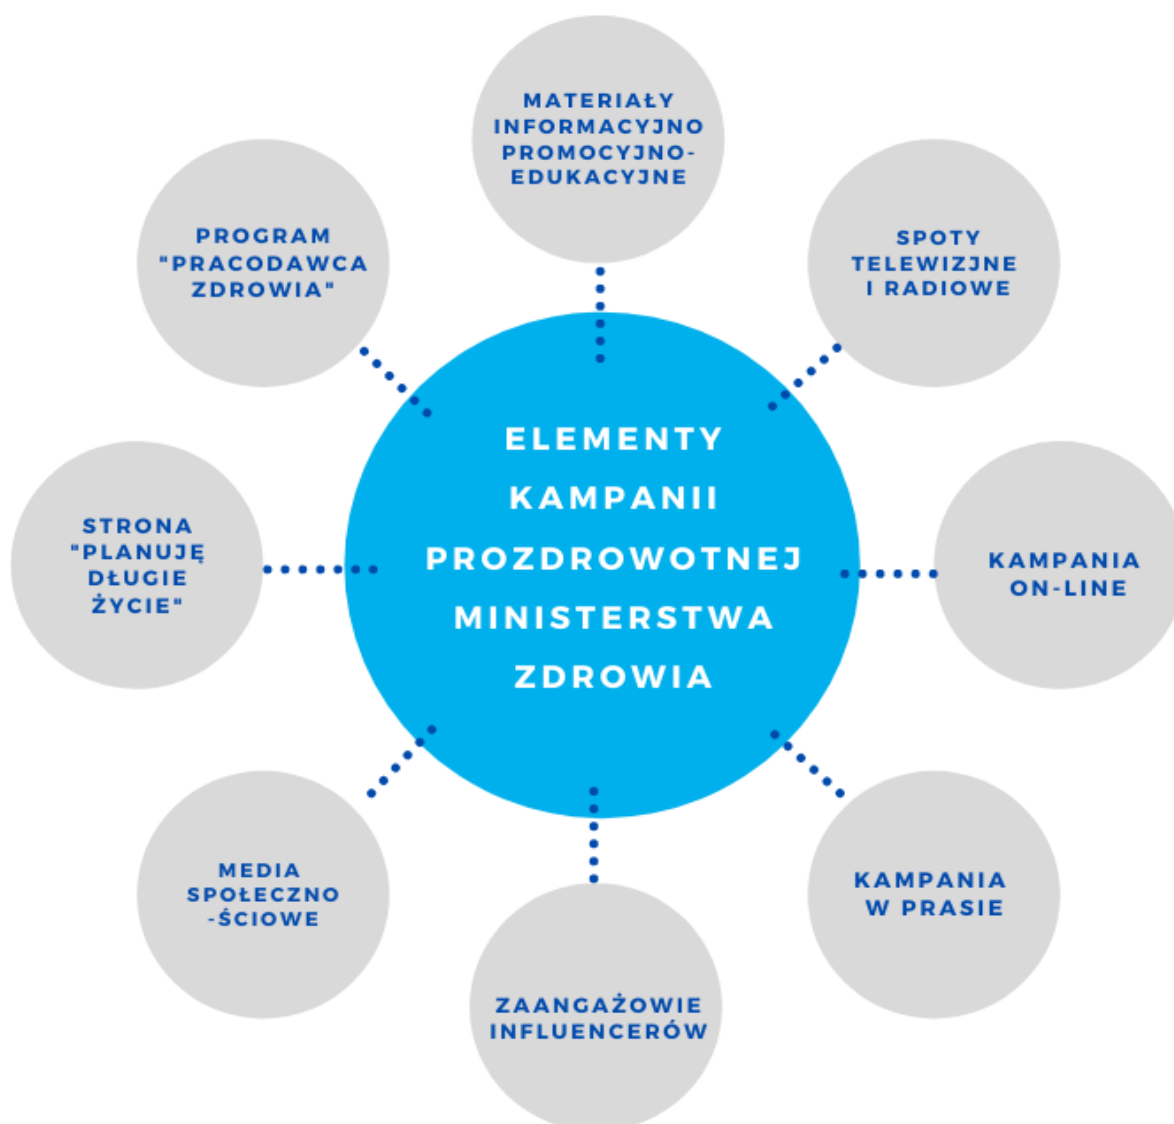 MATERIAŁY
INFORMACYJNO
PROMOCYJNO-
EDUKACYJNE
PROGRAM
"PRACODAWCA
ZDROWIA"
SPOTY
TELEWIZJNE
I RADIOWE
ELEMENTY
KAMPANII
PROZDROWOTNEJ
MINISTERSTWA
ZDROWIA
STRONA
"PLANUJĘ
DŁUGIE
ŻYCIE"
KAMPANIA
ON-LINE
MEDIA
SPOŁECZNO
-ŚCIOWE
KAMPANIA
W PRASIE
ZAANGAŻOWIE
INFLUENCERÓW